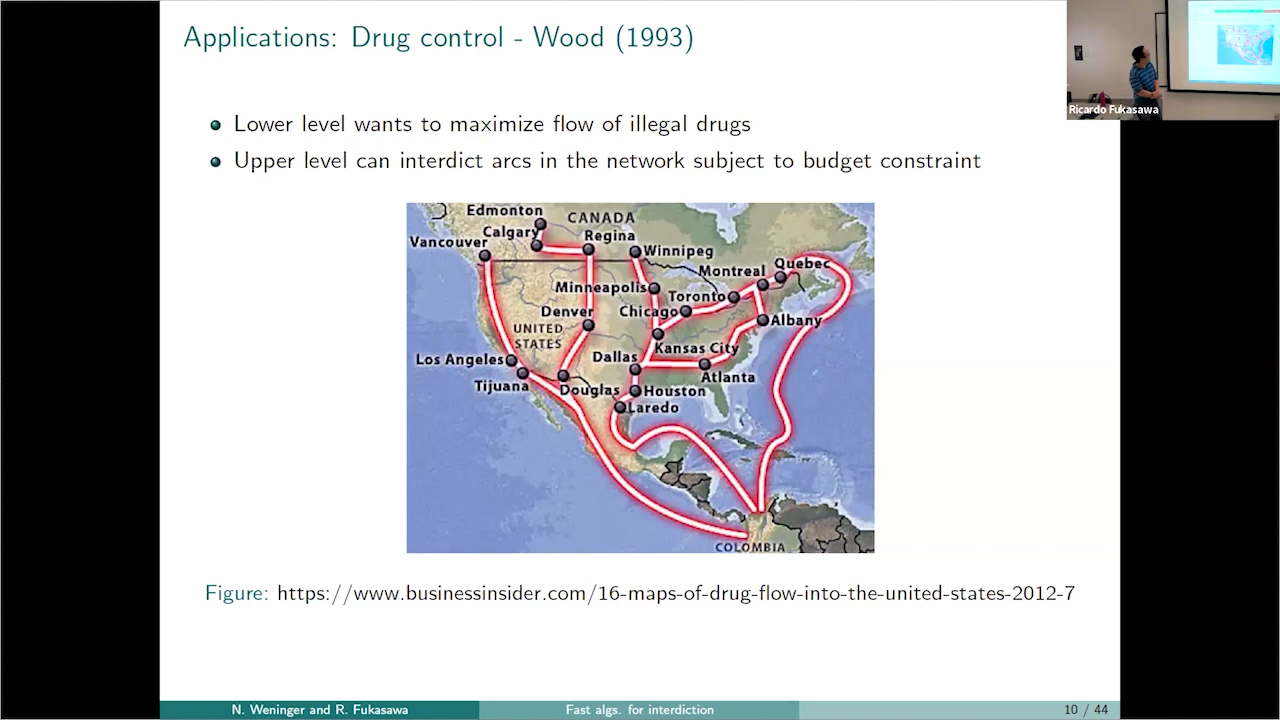 Applications: Drug control - Wood (1993)
Ricardo Fukasawa
Lower level wants to maximize flow of illegal drugs
Upper level can interdict arcs in the network subject to budget constraint
Edmonton
CANADA
Calgary
Regina
Vancouver
Winnipeg
Quebec
Montreal
Minneapolis
Toronto
Denver
Chicago
Albany
UNITED
STATES
Kansas City
Dallas
Los Angeles
Atlanta
Tijuana
Douglas
Houston
Laredo
COLOMBIA
Figure: https://www.businessinsider.com/16-maps-of-drug-flow-into-the-united-states-2012-7
N. Weninger and R. Fukasawa
Fast algs. for interdiction
10 / 44